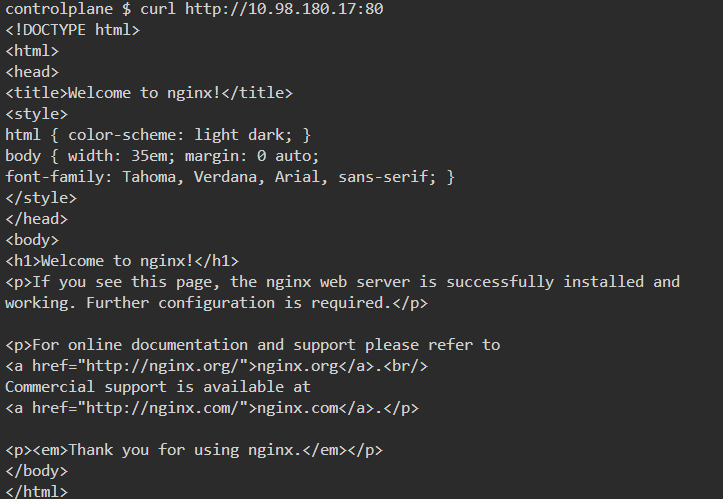 controlplane $ curl http://10.98.180.17:80
<!DOCTYPE html>
<html>
<head>
<title>Welcome to nginx!</title>
<style>
html { color-scheme: light dark; }
body { width: 35em; margin: 0 auto;
font-family: Tahoma, Verdana, Arial, sans-serif; }
</style>
</head>
<body>
<h1>Welcome to nginx!</h1>
<p>If you see this page, the nginx web server is successfully installed and
working. Further configuration is required.</p>

<p>For online documentation and support please refer to
<a href="http://nginx.org/">nginx.org</a>.<br/>
Commercial support is available at
<a href="http://nginx.com/">nginx.com</a>.</p>

<p><em>Thank you for using nginx.</em></p>
</body>
</html>